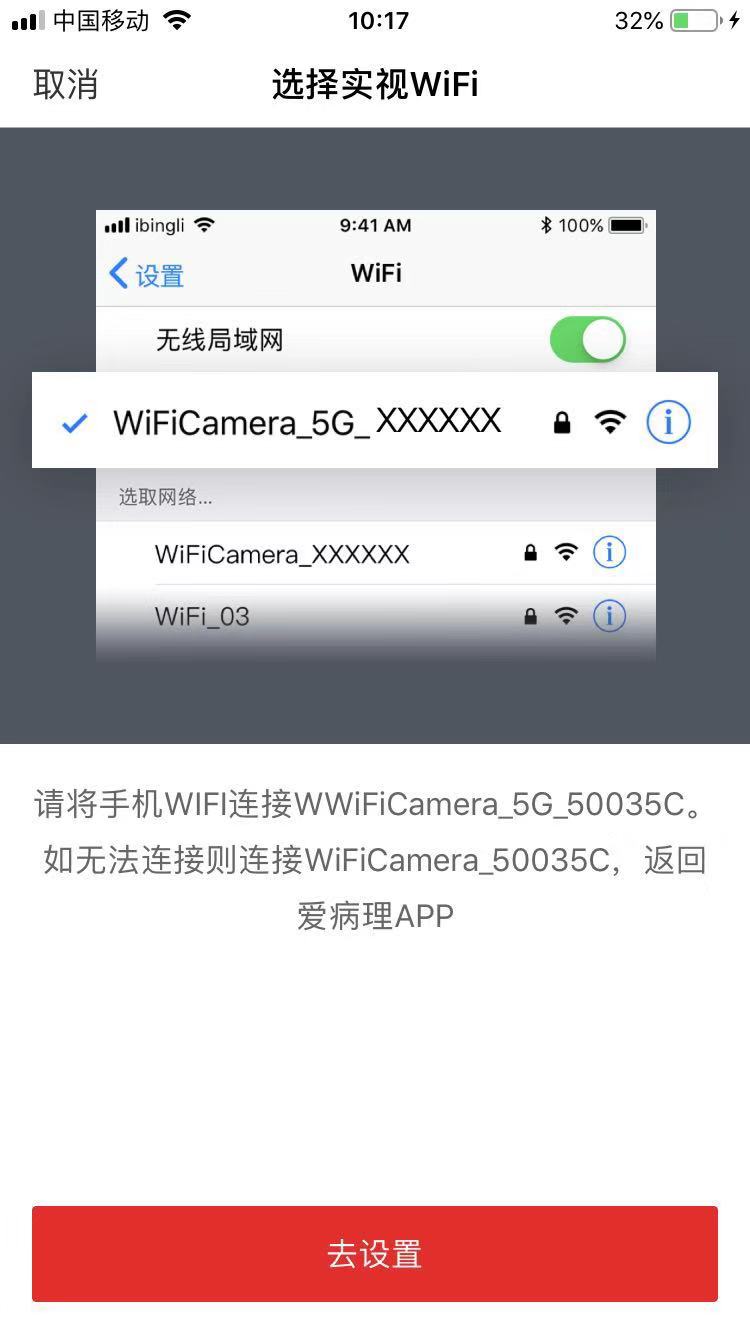 中国移动 10:17 32%
取消 选择实视WiFi
ibingli 9:41 AM 100%
设置 WiFi
无线局域网
WiFiCamera_5G_XXXXXX
选取网络...
WiFiCamera_XXXXXX
WiFi_03
请将手机WIFI连接WWiFiCamera_5G_50035C。
如无法连接则连接WiFiCamera_50035C，返回
爱病理APP
去设置